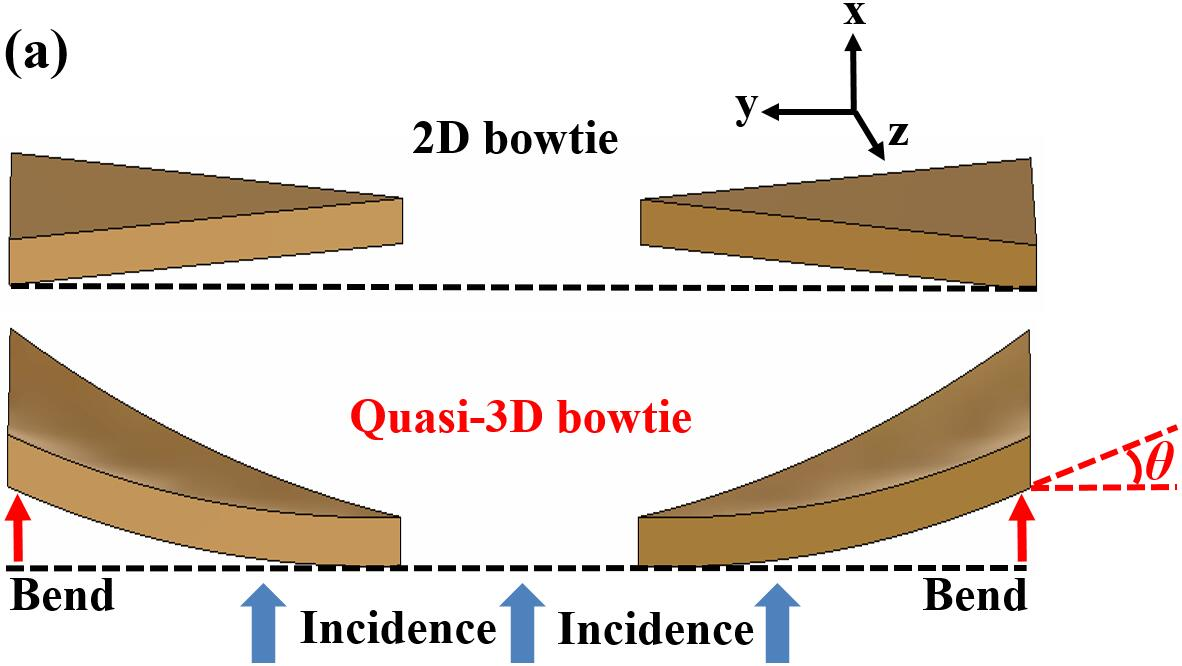 (a)
x
y
z
2D bowtie
Quasi-3D bowtie
θ
Bend
Bend
Incidence
Incidence